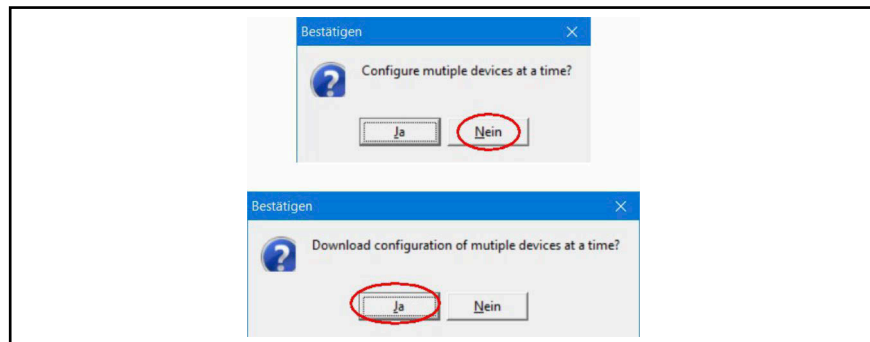 Bestätigen
Configure mutiple devices at a time?
Ja Nein
Bestätigen
Download configuration of mutiple devices at a time?
Ja Nein